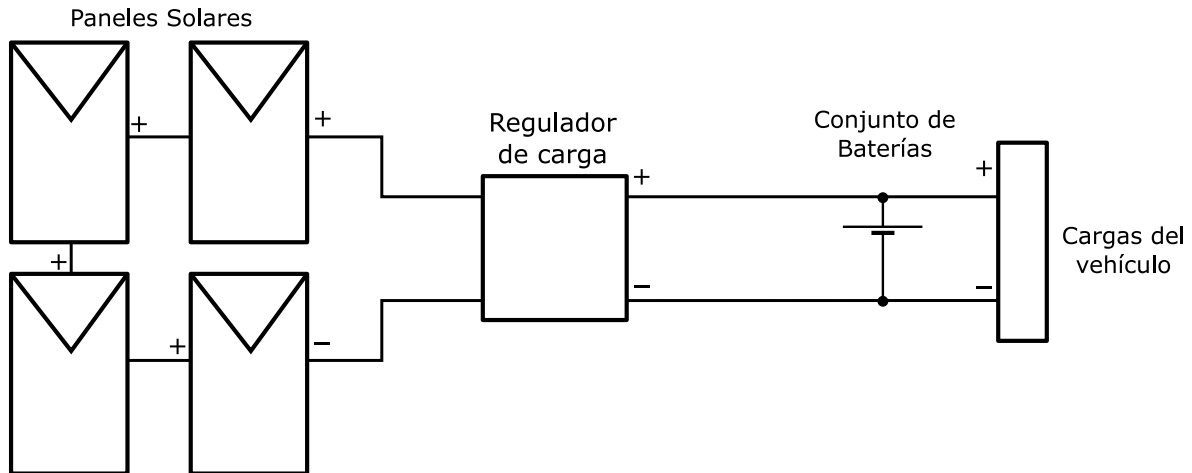 Paneles Solares
+
+
Regulador
de carga
+
−
Conjunto de
Baterías
+
−
Cargas del
vehículo
+
+
−